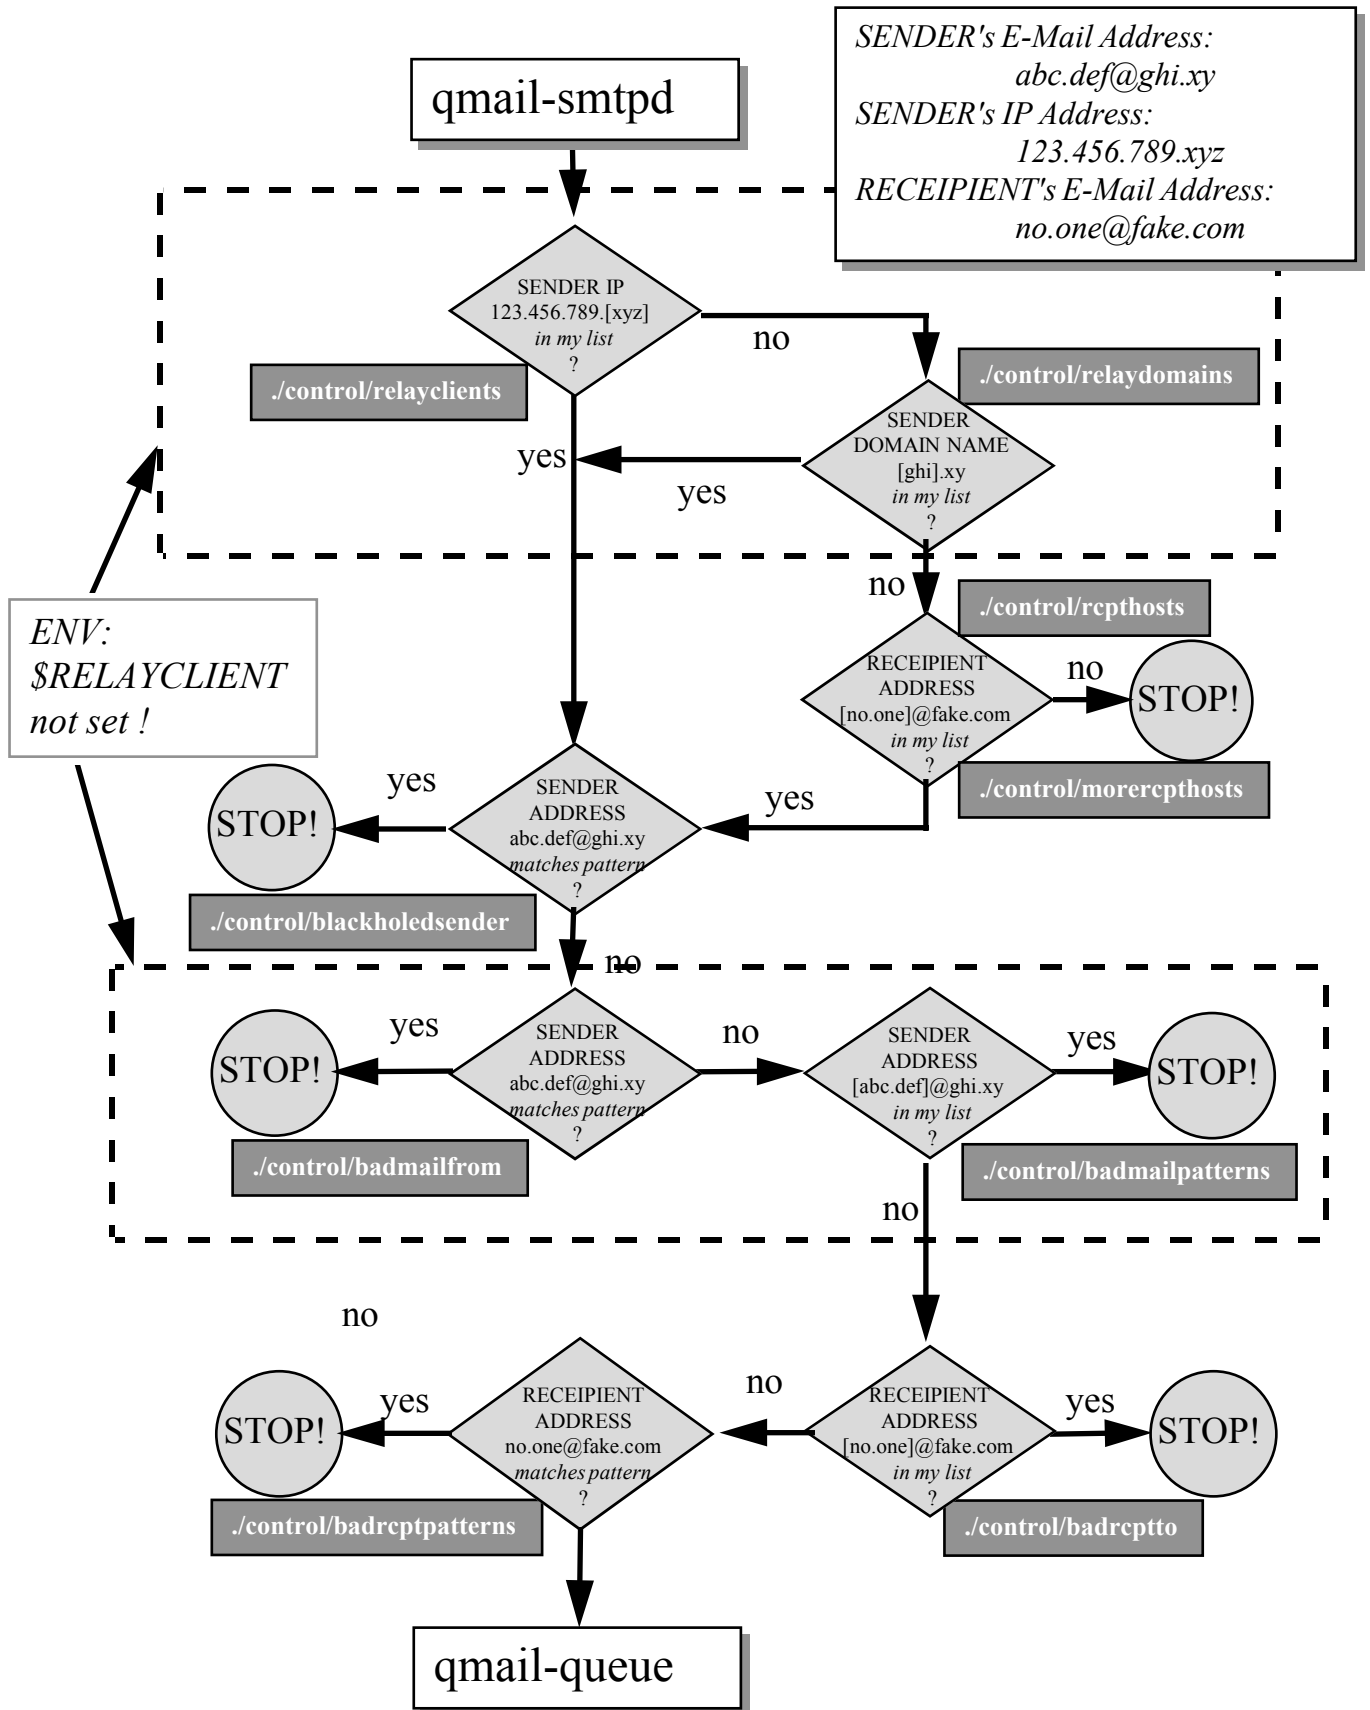 SENDER's E-Mail Address:
abc.def@ghi.xy
SENDER's IP Address:
123.456.789.xyz
RECEIPIENT's E-Mail Address:
no.one@fake.com
qmail-smtpd
SENDER IP
123.456.789.[xyz]
in my list
?
no
./control/relayclients
./control/relaydomains
SENDER
DOMAIN NAME
[ghi].xy
in my list
?
yes
yes
no
./control/rcpthosts
ENV:
$RELAYCLIENT
not set !
RECEIPIENT
ADDRESS
[no.one]@fake.com
in my list
?
no
STOP!
./control/morercpthosts
yes
SENDER
ADDRESS
abc.def@ghi.xy
matches pattern
?
yes
STOP!
./control/blackholedsender
no
SENDER
ADDRESS
abc.def@ghi.xy
matches pattern
?
yes
STOP!
./control/badmailfrom
no
SENDER
ADDRESS
[abc.def]@ghi.xy
in my list
?
yes
STOP!
./control/badmailpatterns
no
no
RECEIPIENT
ADDRESS
[no.one]@fake.com
in my list
?
yes
STOP!
./control/badrcptto
no
RECEIPIENT
ADDRESS
no.one@fake.com
matches pattern
?
yes
STOP!
./control/badrcptpatterns
qmail-queue